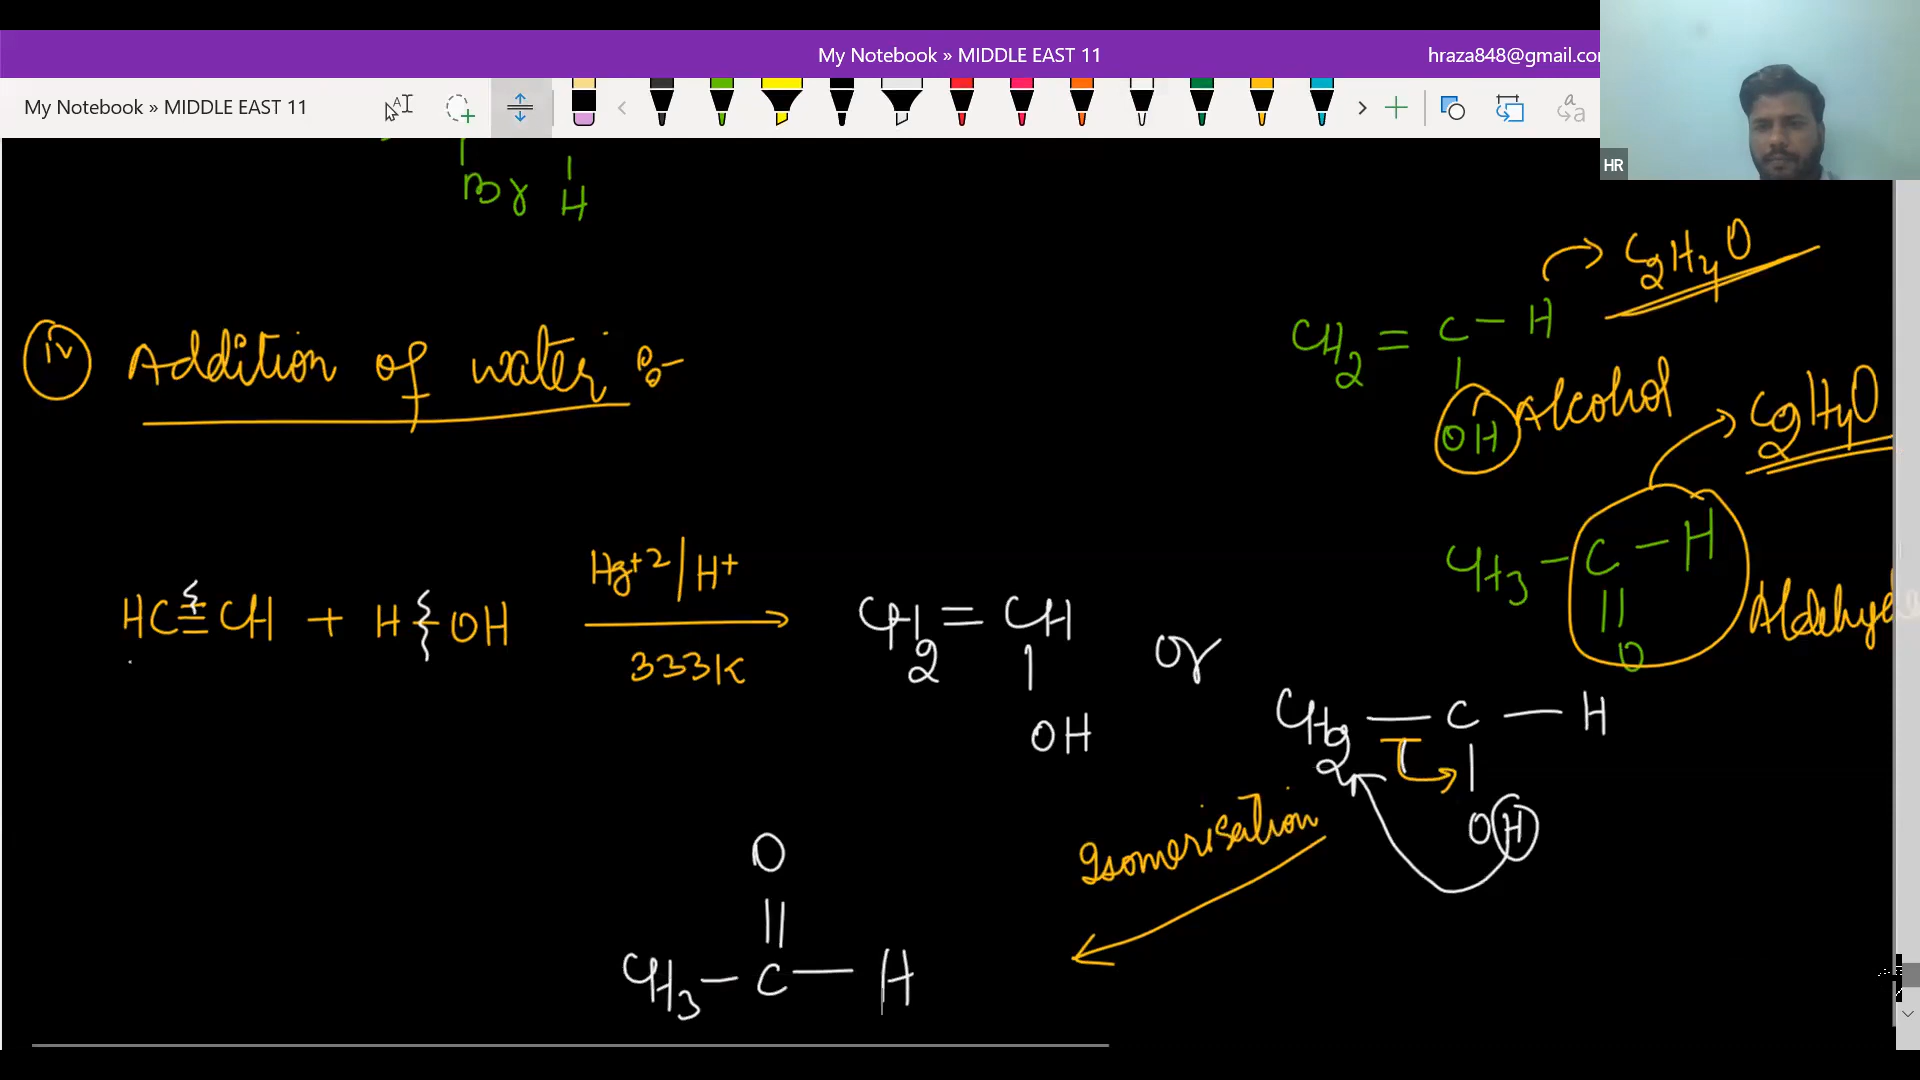 My Notebook » MIDDLE EAST 11
hraza848@gmail.co
My Notebook » MIDDLE EAST 11
HR
Br H
C2H4O
CH2 = C - H
OH Alcohol
C2H4O
(iv) Addition of water :-
CH3 - C - H
||
O
Aldehyde
Hg+2/H+
HC≡CH + H-OH
333K
CH2 = CH
|
OH
or
CH2 — C — H
|
OH
Isomerisation
O
||
CH3 - C — H